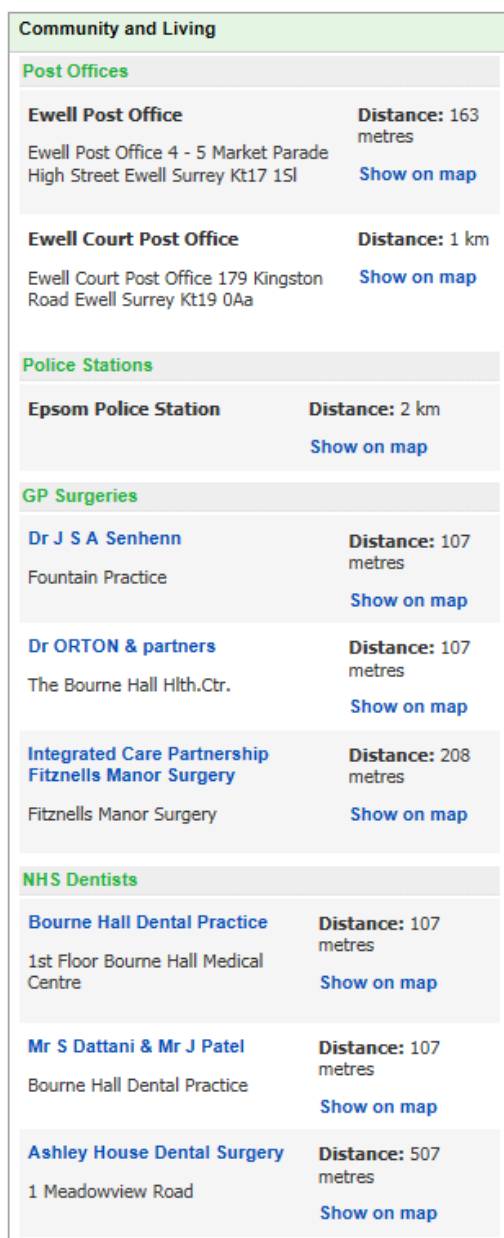 Community and Living
Post Offices
Ewell Post Office
Distance: 163
metres
Ewell Post Office 4 - 5 Market Parade
High Street Ewell Surrey Kt17 1Sl
Show on map
Ewell Court Post Office
Distance: 1 km
Ewell Court Post Office 179 Kingston
Road Ewell Surrey Kt19 0Aa
Show on map
Police Stations
Epsom Police Station
Distance: 2 km
Show on map
GP Surgeries
Dr J S A Senhenn
Distance: 107
metres
Fountain Practice
Show on map
Dr ORTON & partners
Distance: 107
metres
The Bourne Hall Hlth.Ctr.
Show on map
Integrated Care Partnership
Fitznells Manor Surgery
Distance: 208
metres
Fitznells Manor Surgery
Show on map
NHS Dentists
Bourne Hall Dental Practice
Distance: 107
metres
1st Floor Bourne Hall Medical
Centre
Show on map
Mr S Dattani & Mr J Patel
Distance: 107
metres
Bourne Hall Dental Practice
Show on map
Ashley House Dental Surgery
Distance: 507
metres
1 Meadowview Road
Show on map